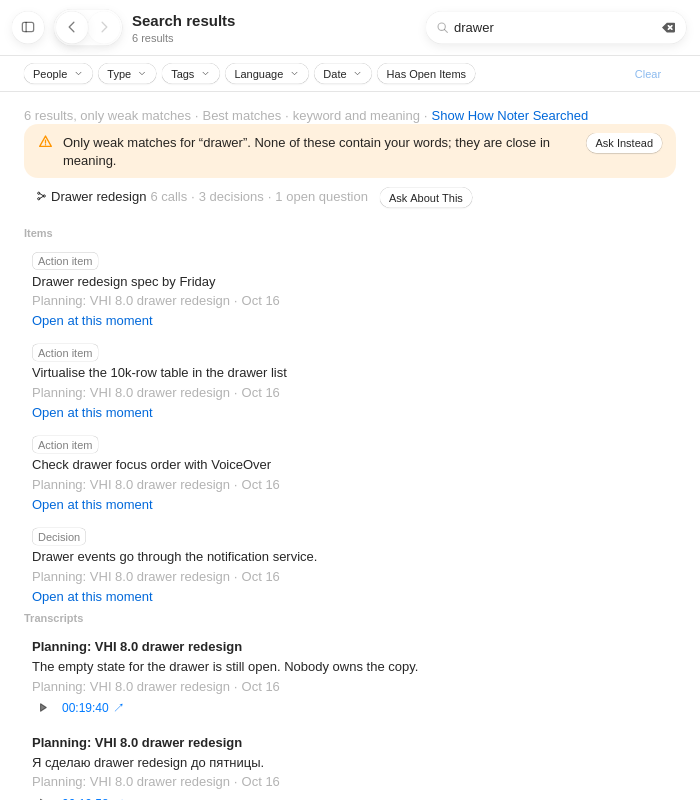 Search results
6 results
drawer
People
Type
Tags
Language
Date
Has Open Items
Clear
6 results, only weak matches · Best matches · keyword and meaning · Show How Noter Searched
Only weak matches for “drawer”. None of these contain your words; they are close in
meaning.
Ask Instead
Drawer redesign 6 calls · 3 decisions · 1 open question
Ask About This
Items
Action item
Drawer redesign spec by Friday
Planning: VHI 8.0 drawer redesign · Oct 16
Open at this moment
Action item
Virtualise the 10k-row table in the drawer list
Planning: VHI 8.0 drawer redesign · Oct 16
Open at this moment
Action item
Check drawer focus order with VoiceOver
Planning: VHI 8.0 drawer redesign · Oct 16
Open at this moment
Decision
Drawer events go through the notification service.
Planning: VHI 8.0 drawer redesign · Oct 16
Open at this moment
Transcripts
Planning: VHI 8.0 drawer redesign
The empty state for the drawer is still open. Nobody owns the copy.
Planning: VHI 8.0 drawer redesign · Oct 16
00:19:40
Planning: VHI 8.0 drawer redesign
Я сделаю drawer redesign до пятницы.
Planning: VHI 8.0 drawer redesign · Oct 16